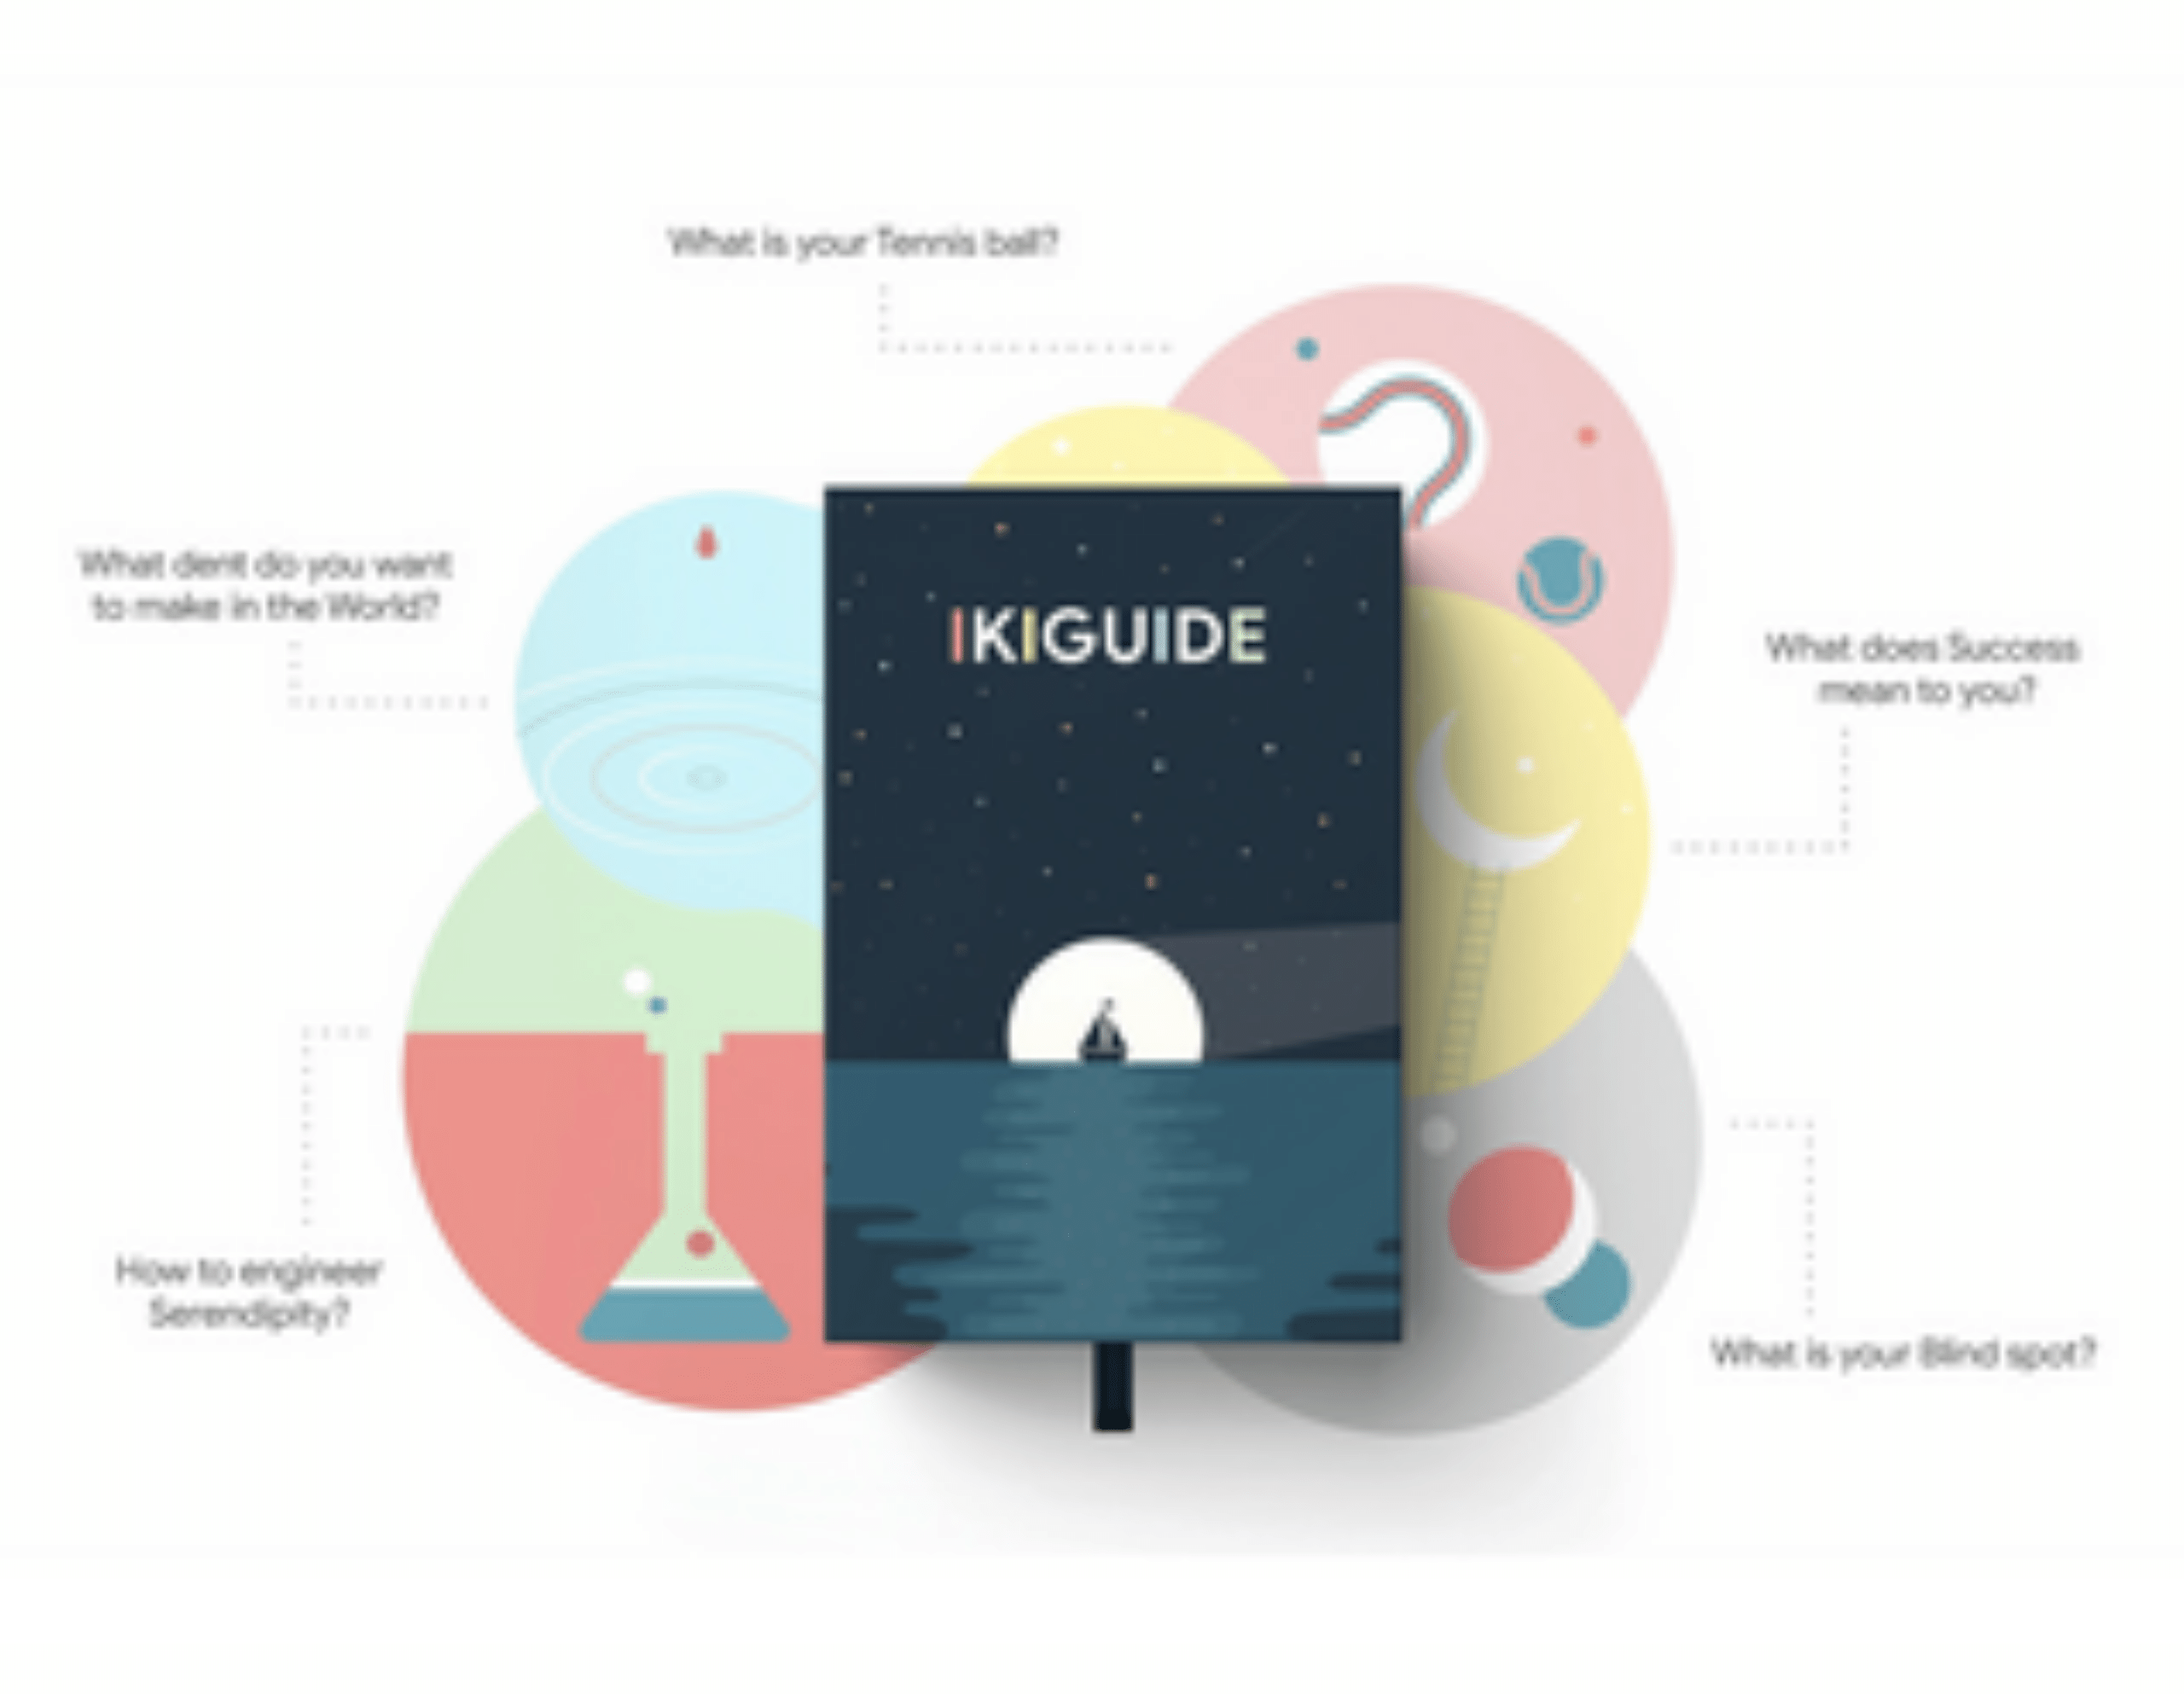 What is your Tennis ball?
What dent do you want
to make in the World?
IKIGUIDE
What does Success
mean to you?
How to engineer
Serendipity?
What is your Blind spot?